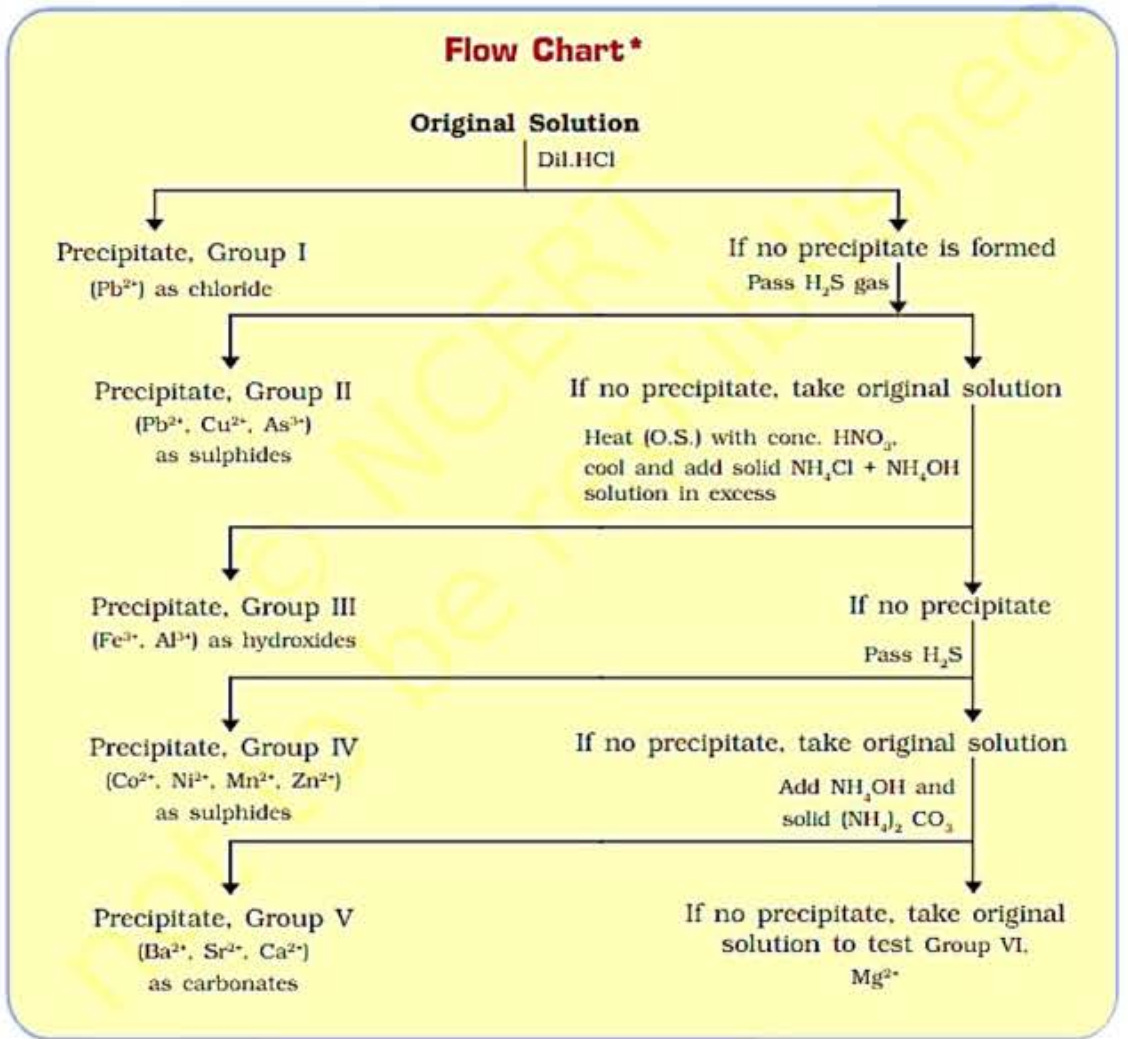 Flow Chart*
Original Solution
Dil.HCl
Precipitate, Group I
(Pb²⁺) as chloride
If no precipitate is formed
Pass H₂S gas
Precipitate, Group II
(Pb²⁺, Cu²⁺, As³⁺)
as sulphides
If no precipitate, take original solution
Heat (O.S.) with conc. HNO₃,
cool and add solid NH₄Cl + NH₄OH
solution in excess
Precipitate, Group III
(Fe³⁺, Al³⁺) as hydroxides
If no precipitate
Pass H₂S
Precipitate, Group IV
(Co²⁺, Ni²⁺, Mn²⁺, Zn²⁺)
as sulphides
If no precipitate, take original solution
Add NH₄OH and
solid (NH₄)₂ CO₃
Precipitate, Group V
(Ba²⁺, Sr²⁺, Ca²⁺)
as carbonates
If no precipitate, take original
solution to test Group VI,
Mg²⁺
© NCERT
not be republished